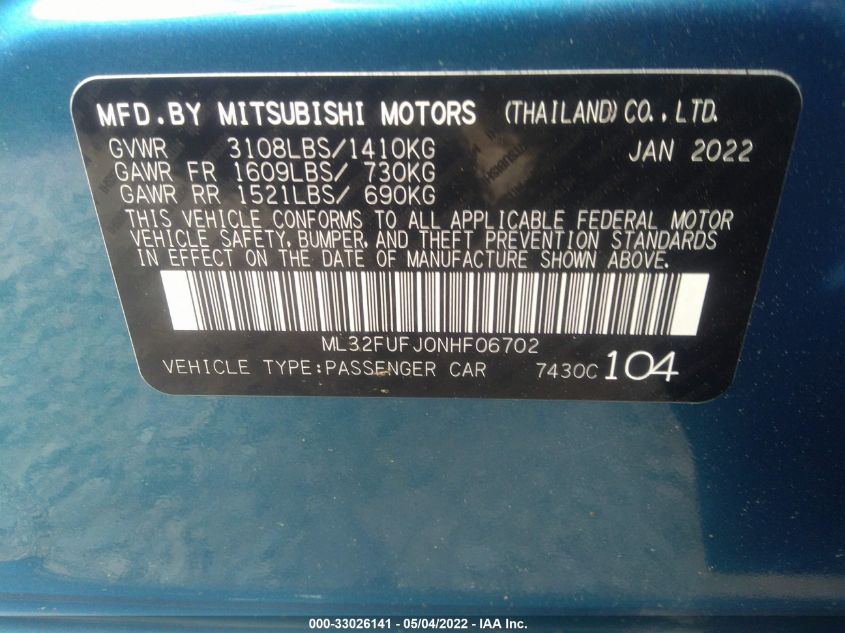 MFD.BY MITSUBISHI MOTORS (THAILAND) CO., LTD.
GVWR 3108LBS/1410KG JAN 2022
GAWR FR 1609LBS/ 730KG
GAWR RR 1521LBS/ 690KG
THIS VEHICLE CONFORMS TO ALL APPLICABLE FEDERAL MOTOR
VEHICLE SAFETY, BUMPER, AND THEFT PREVENTION STANDARDS
IN EFFECT ON THE DATE OF MANUFACTURE SHOWN ABOVE.
ML32FUFJ0NHF06702
VEHICLE TYPE:PASSENGER CAR 7430C 104
000-33026141 - 05/04/2022 - IAA Inc.